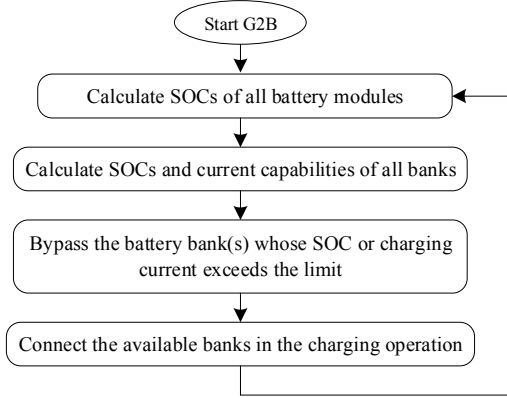 Start G2B
Calculate SOCs of all battery modules
Calculate SOCs and current capabilities of all banks
Bypass the battery bank(s) whose SOC or charging
current exceeds the limit
Connect the available banks in the charging operation